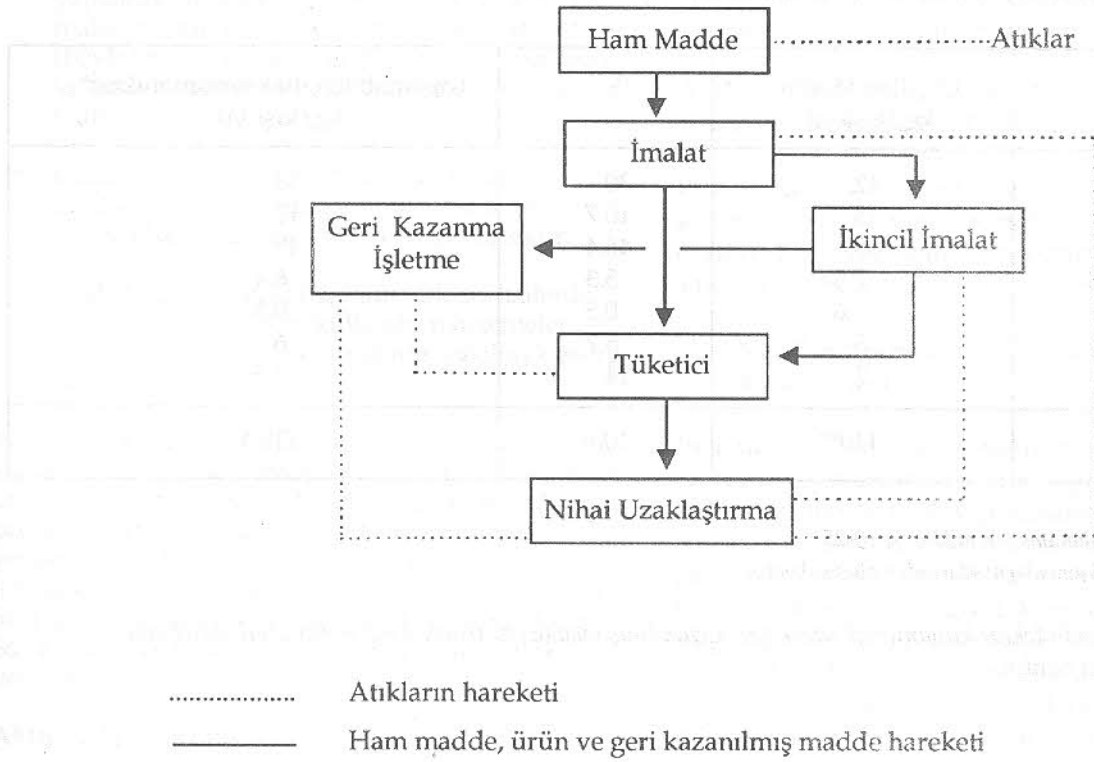 Ham Madde
Atıklar
İmalat
Geri Kazanma
İşletme
İkincil İmalat
Tüketici
Nihai Uzaklaştırma
Atıkların hareketi
Ham madde, ürün ve geri kazanılmış madde hareketi